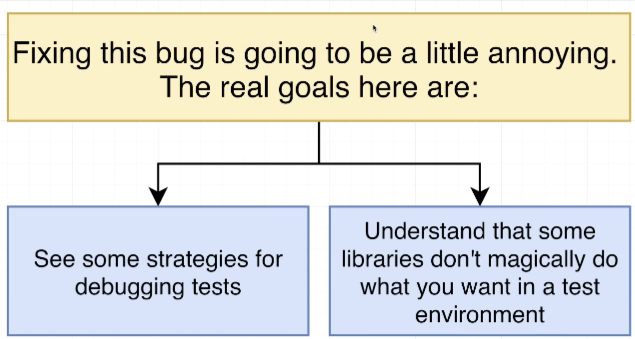 Fixing this bug is going to be a little annoying.
The real goals here are:
See some strategies for
debugging tests
Understand that some
libraries don't magically do
what you want in a test
environment